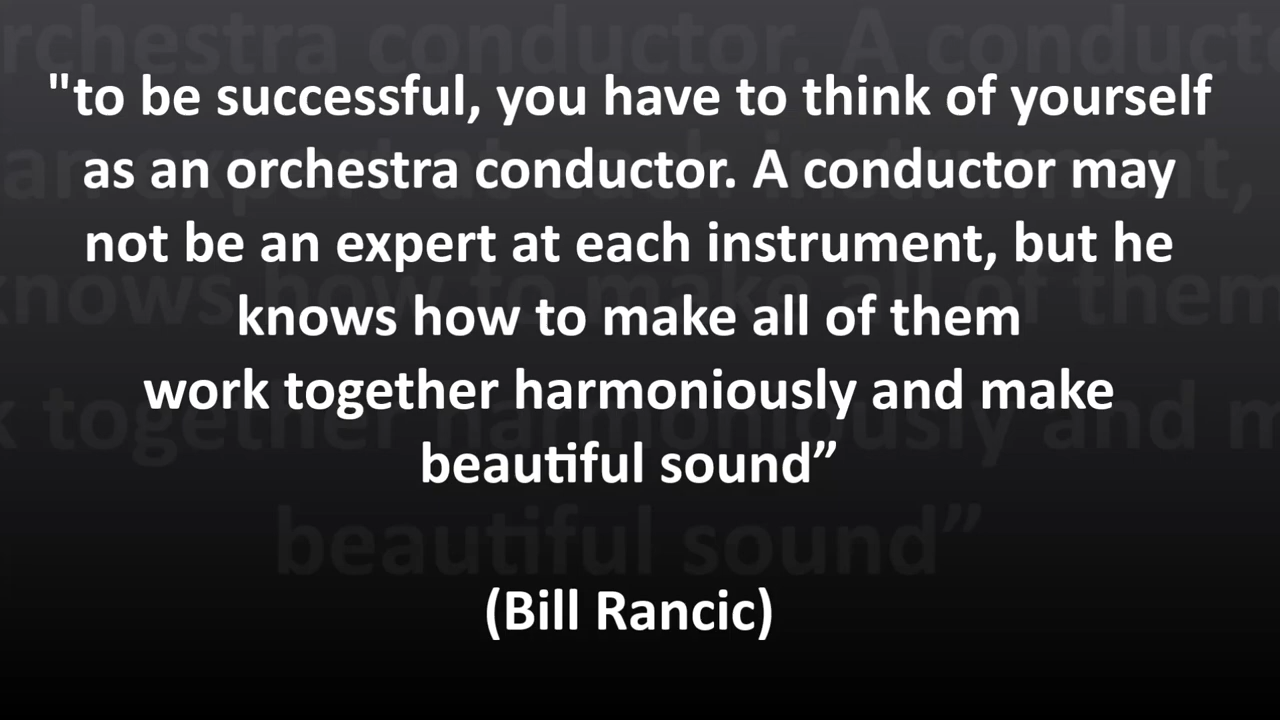 "to be successful, you have to think of yourself
as an orchestra conductor. A conductor may
not be an expert at each instrument, but he
knows how to make all of them
work together harmoniously and make
beautiful sound”
(Bill Rancic)